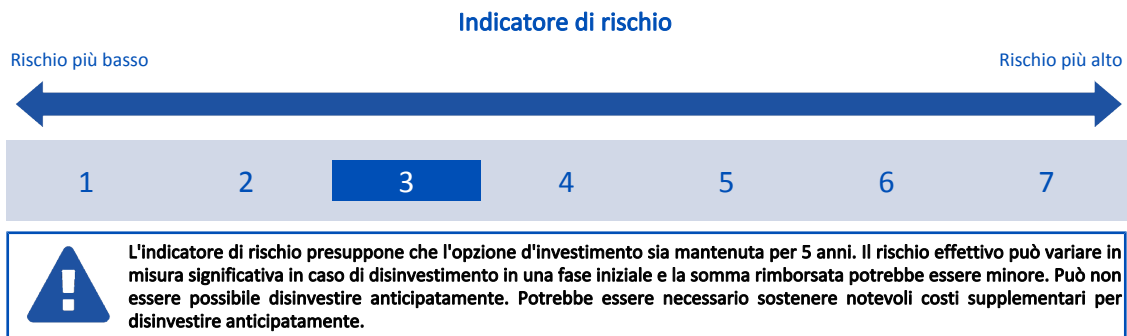 Indicatore di rischio
Rischio più basso Rischio più alto
1 2 3 4 5 6 7
L'indicatore di rischio presuppone che l'opzione d'investimento sia mantenuta per 5 anni. Il rischio effettivo può variare in
misura significativa in caso di disinvestimento in una fase iniziale e la somma rimborsata potrebbe essere minore. Può non
essere possibile disinvestire anticipatamente. Potrebbe essere necessario sostenere notevoli costi supplementari per
disinvestire anticipatamente.